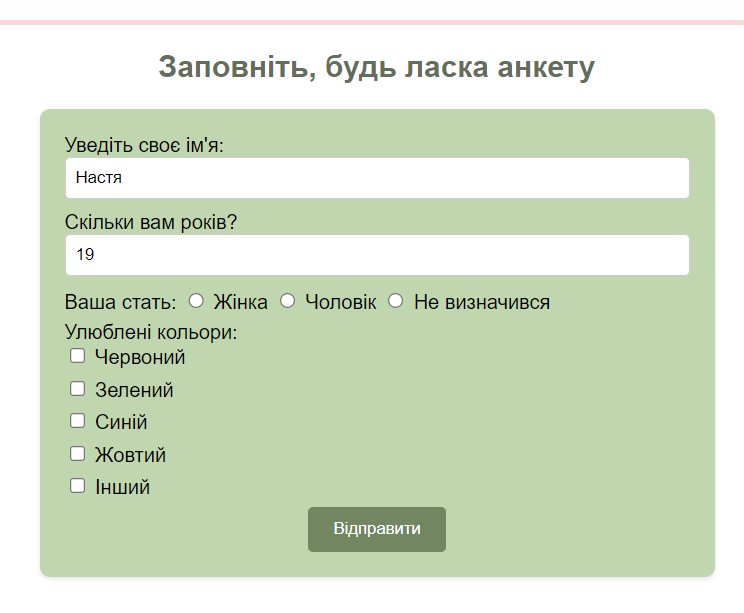 Заповніть, будь ласка анкету
Уведіть своє ім'я:
Настя
Скільки вам років?
19
Ваша стать: Жінка Чоловік Не визначився
Улюблені кольори:
Червоний
Зелений
Синій
Жовтий
Інший
Відправити